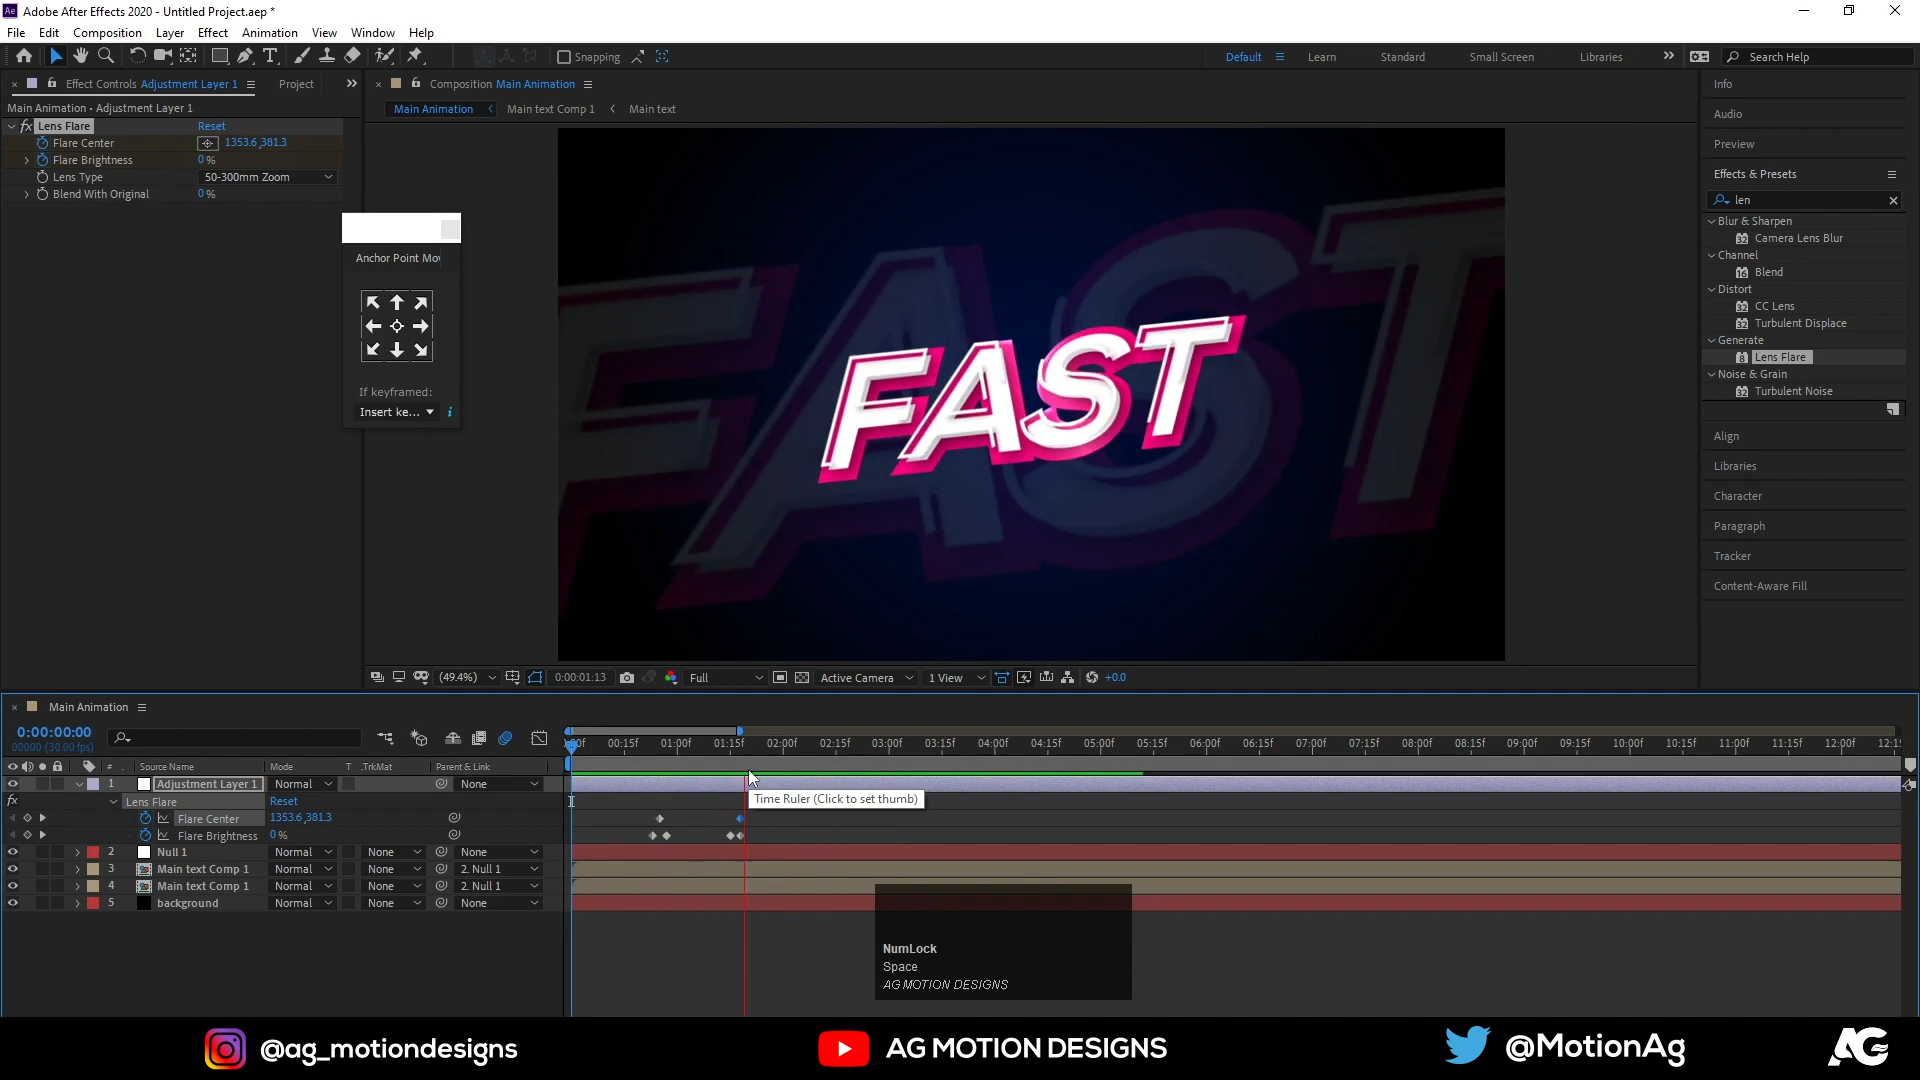 Adobe After Effects 2020 - Untitled Project.aep *
File Edit Composition Layer Effect Animation View Window Help
Snapping
Default Learn Standard Small Screen Libraries Search Help
Effect Controls Adjustment Layer 1 Project
Composition Main Animation
Main Animation • Adjustment Layer 1
Main Animation Main text Comp 1 Main text
fx Lens Flare Reset
Flare Center 1353.6,381.3
Flare Brightness 0 %
Lens Type 50-300mm Zoom
Blend With Original 0 %
Anchor Point Mov
If keyframed:
Insert ke...
FAST
FAST
Info
Audio
Preview
Effects & Presets
len
Blur & Sharpen
Camera Lens Blur
Channel
Blend
Distort
CC Lens
Turbulent Displace
Generate
Lens Flare
Noise & Grain
Turbulent Noise
Align
Libraries
Character
Paragraph
Tracker
Content-Aware Fill
(49.4%) 0:00:01:13 Full Active Camera 1 View +0.0
Main Animation
0:00:00:00
00000 (30.00 fps)
00:15f 01:00f 01:15f 02:00f 02:15f 03:00f 03:15f 04:00f 04:15f 05:00f 05:15f 06:00f 06:15f 07:00f 07:15f 08:00f 08:15f 09:00f 09:15f 10:00f 10:15f 11:00f 11:15f 12:00f
# Source Name Mode T .TrkMat Parent & Link
1 Adjustment Layer 1 Normal None
fx Lens Flare Reset
Flare Center 1353.6,381.3
Flare Brightness 0 %
2 Null 1 Normal None None
3 Main text Comp 1 Normal None 2. Null 1
4 Main text Comp 1 Normal None 2. Null 1
5 background Normal None None
Time Ruler (Click to set thumb)
NumLock
Space
AG MOTION DESIGNS
@ag_motiondesigns AG MOTION DESIGNS @MotionAg AG